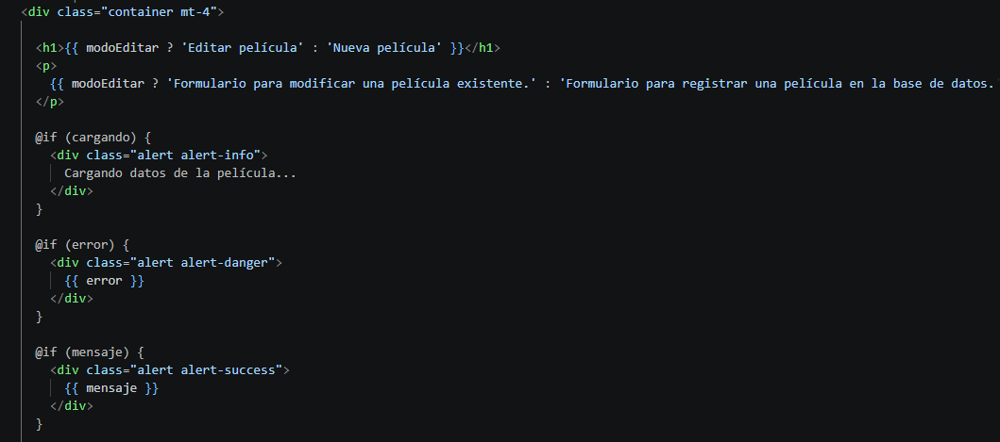 <div class="container mt-4">
<h1>{{ modoEditar ? 'Editar película' : 'Nueva película' }}</h1>
<p>
{{ modoEditar ? 'Formulario para modificar una película existente.' : 'Formulario para registrar una película en la base de datos.
</p>
@if (cargando) {
<div class="alert alert-info">
Cargando datos de la película...
</div>
}
@if (error) {
<div class="alert alert-danger">
{{ error }}
</div>
}
@if (mensaje) {
<div class="alert alert-success">
{{ mensaje }}
</div>
}